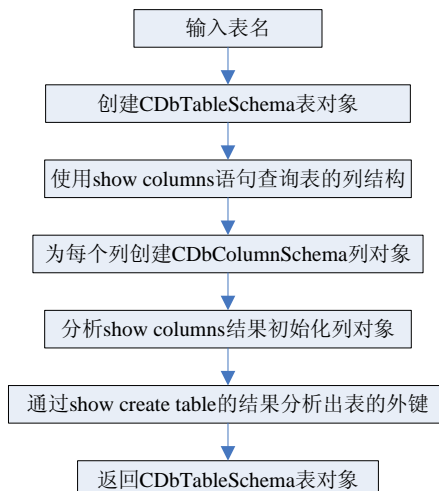 输入表名
创建CDbTableSchema表对象
使用show columns语句查询表的列结构
为每个列创建CDbColumnSchema列对象
分析show columns结果初始化列对象
通过show create table的结果分析出表的外键
返回CDbTableSchema表对象